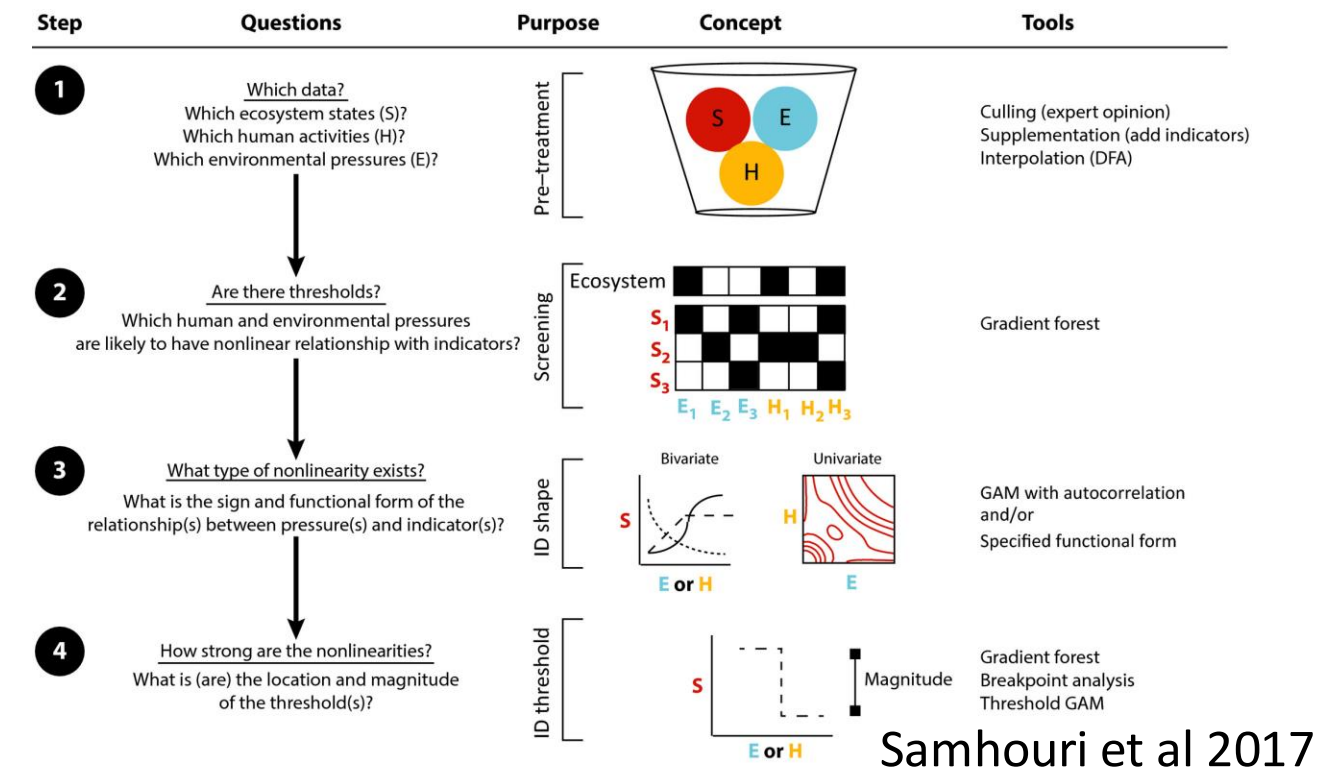 Step Questions Purpose Concept Tools
1
Which data?
Which ecosystem states (S)?
Which human activities (H)?
Which environmental pressures (E)?
Pre–treatment
S E
H
Culling (expert opinion)
Supplementation (add indicators)
Interpolation (DFA)
2
Are there thresholds?
Which human and environmental pressures
are likely to have nonlinear relationship with indicators?
Screening
Ecosystem
S1
S2
S3
E1 E2 E3 H1 H2 H3
Gradient forest
3
What type of nonlinearity exists?
What is the sign and functional form of the
relationship(s) between pressure(s) and indicator(s)?
ID shape
Bivariate
S
E or H
Univariate
H
E
GAM with autocorrelation
and/or
Specified functional form
4
How strong are the nonlinearities?
What is (are) the location and magnitude
of the threshold(s)?
ID threshold
S
E or H
Magnitude
Gradient forest
Breakpoint analysis
Threshold GAM
Samhouri et al 2017